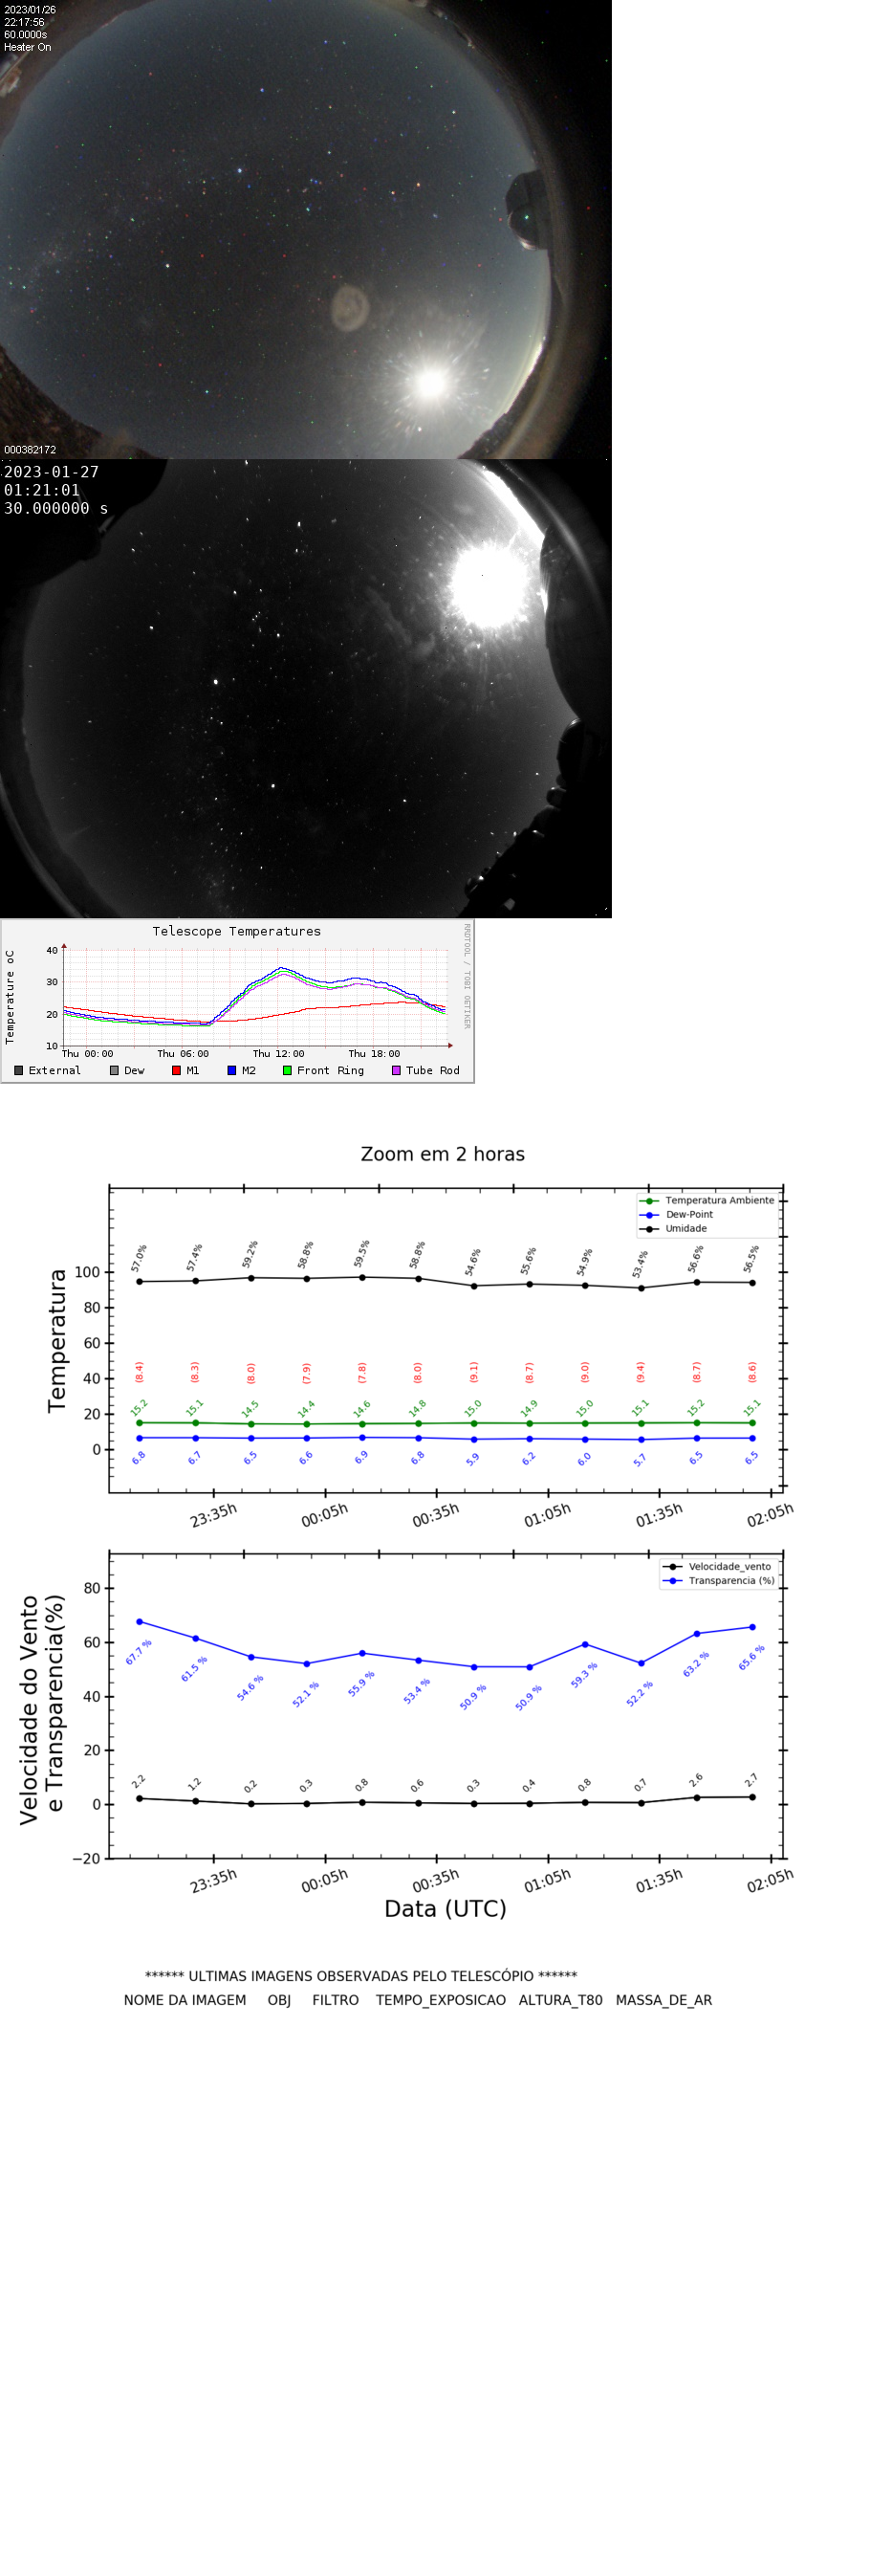 2023/01/26
22:17:56
60.0000s
Heater On
000382172
2023-01-27
01:21:01
30.000000 s
Telescope Temperatures
RRDTOOL / TOBI OETIKER
Temperature oC
40
30
20
10
Thu 00:00 Thu 06:00 Thu 12:00 Thu 18:00
External Dew M1 M2 Front Ring Tube Rod
Zoom em 2 horas
Temperatura Ambiente
Dew-Point
Umidade
Temperatura
100
80
60
40
20
0
57.0% 57.4% 59.2% 58.8% 59.5% 58.8% 54.6% 55.6% 54.9% 53.4% 56.6% 56.5%
(8.4) (8.3) (8.0) (7.9) (7.8) (8.0) (9.1) (8.7) (9.0) (9.4) (8.7) (8.6)
15.2 15.1 14.5 14.4 14.6 14.8 15.0 14.9 15.0 15.1 15.2 15.1
6.8 6.7 6.5 6.6 6.9 6.8 5.9 6.2 6.0 5.7 6.5 6.5
23:35h 00:05h 00:35h 01:05h 01:35h 02:05h
Velocidade_vento
Transparencia (%)
Velocidade do Vento
e Transparencia(%)
80
60
40
20
0
−20
67.7 % 61.5 % 54.6 % 52.1 % 55.9 % 53.4 % 50.9 % 50.9 % 59.3 % 52.2 % 63.2 % 65.6 %
2.2 1.2 0.2 0.3 0.8 0.6 0.3 0.4 0.8 0.7 2.6 2.7
23:35h 00:05h 00:35h 01:05h 01:35h 02:05h
Data (UTC)
****** ULTIMAS IMAGENS OBSERVADAS PELO TELESCÓPIO ******
NOME DA IMAGEM OBJ FILTRO TEMPO_EXPOSICAO ALTURA_T80 MASSA_DE_AR